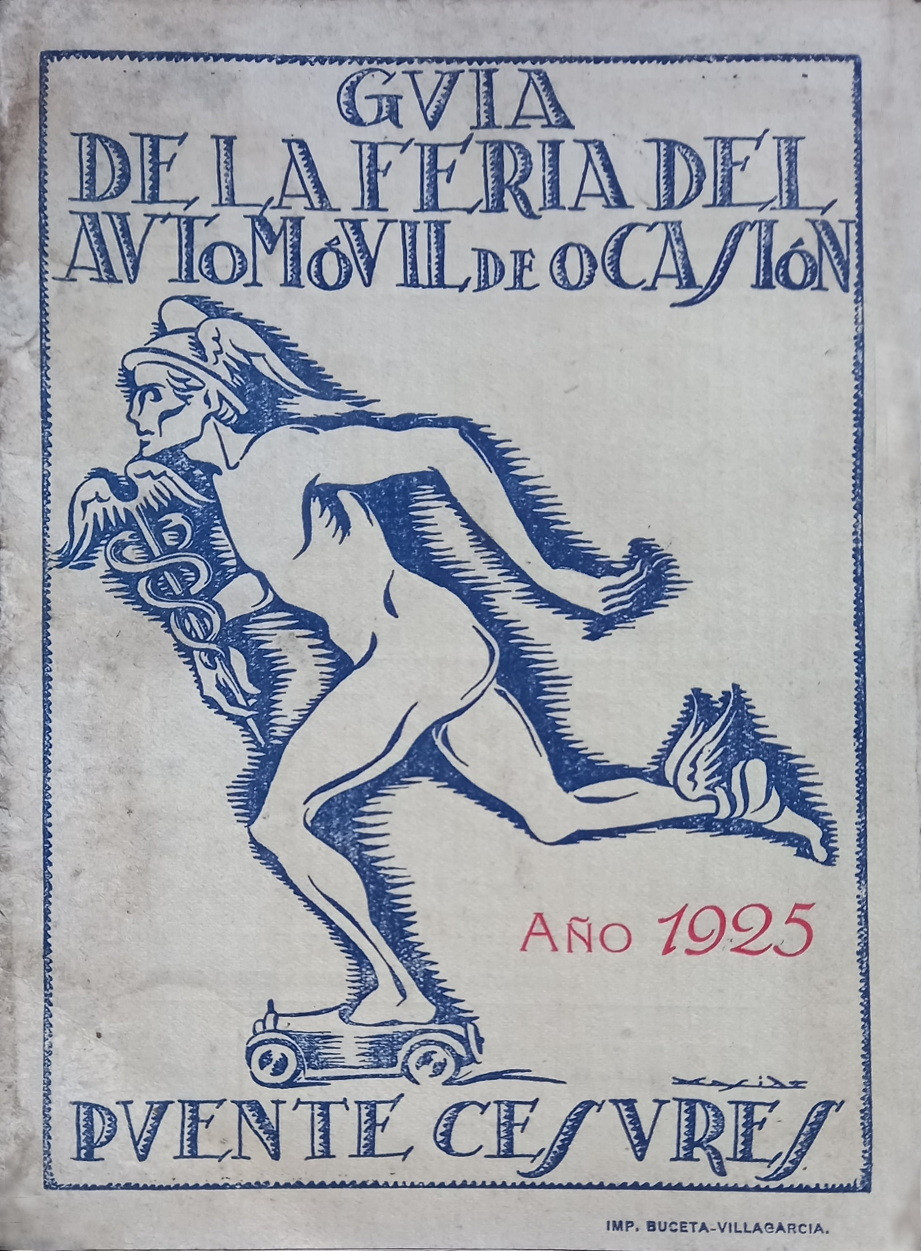 GVIA
DE LA FERIA DEL
AVTOMÓVIL DE OCASIÓN
AÑO 1925
PVENTE CESVRES
IMP. BUCETA-VILLAGARCIA.